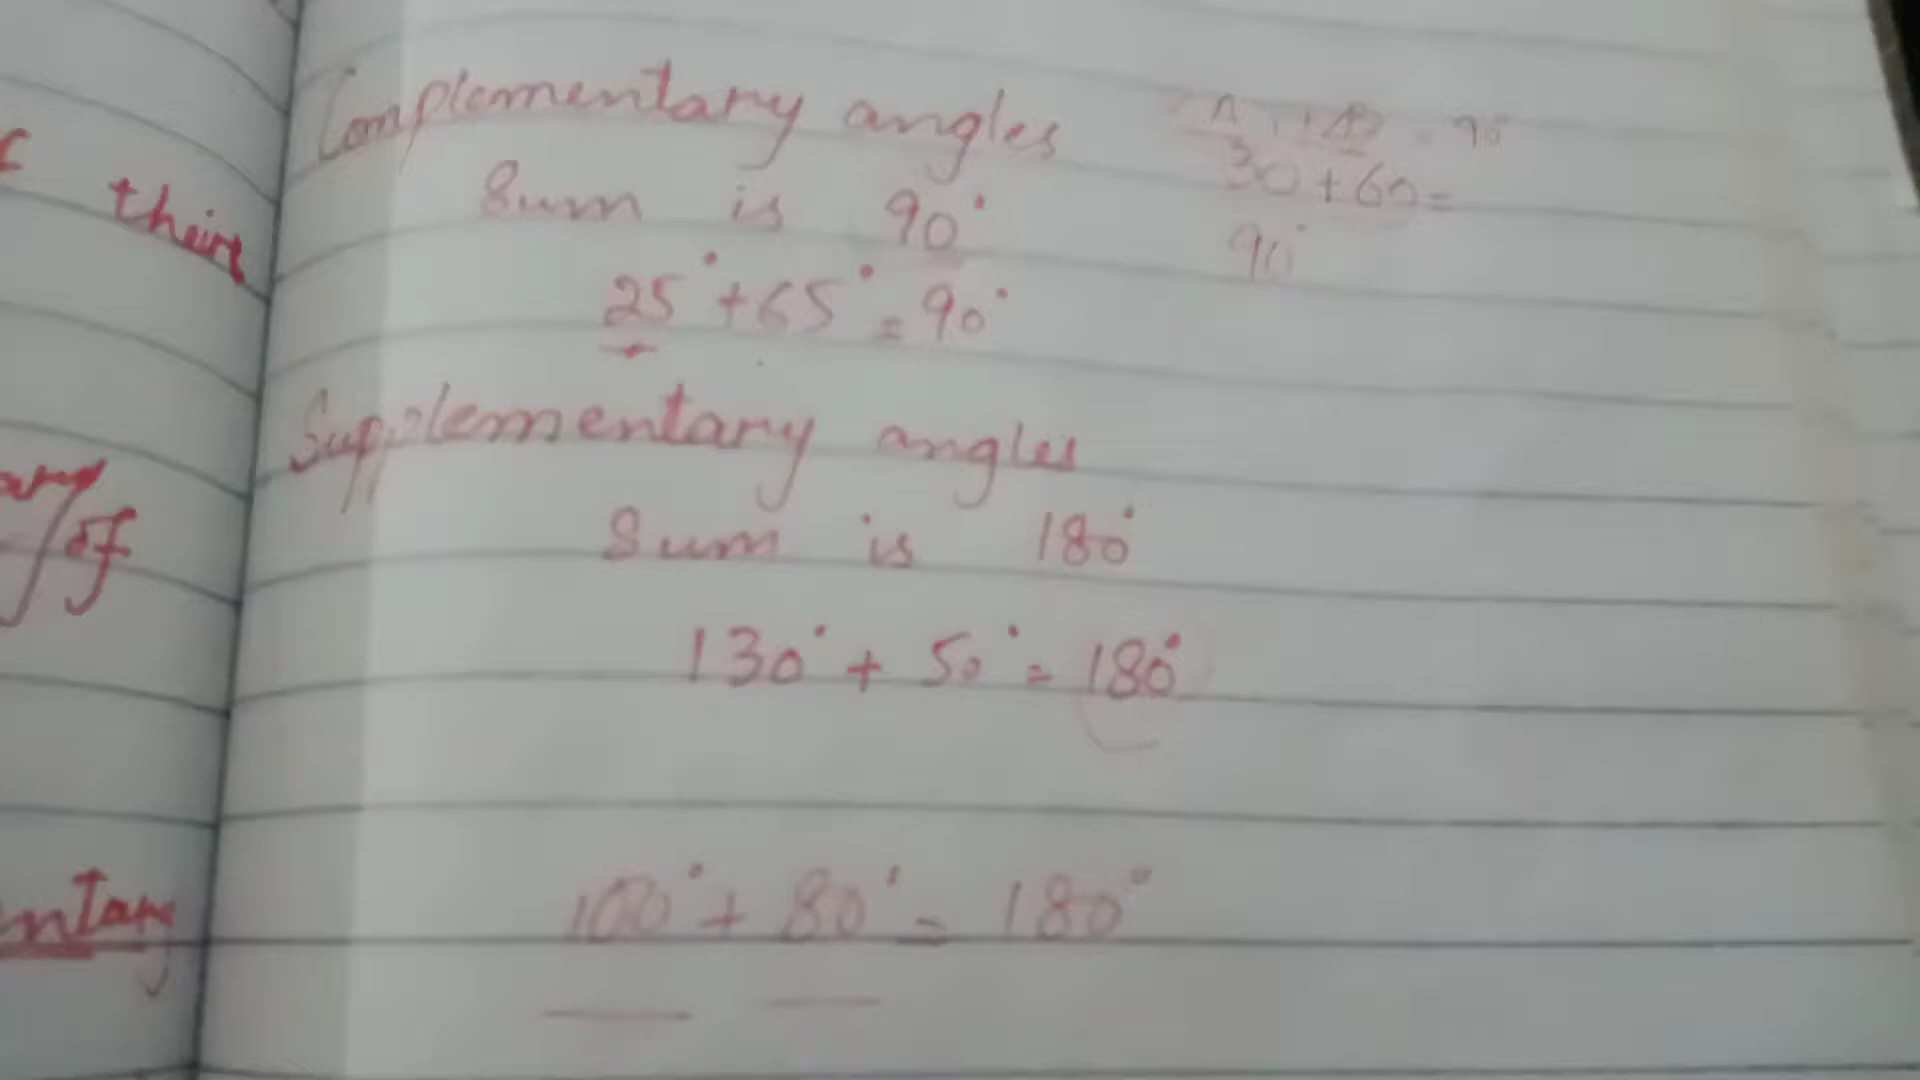 their
Complementary angles
Sum is 90°
25° + 65° = 90°
30 + 60 =
90°
Supplementary angles
Sum is 180°
130° + 50° = 180°
100° + 80° = 180°